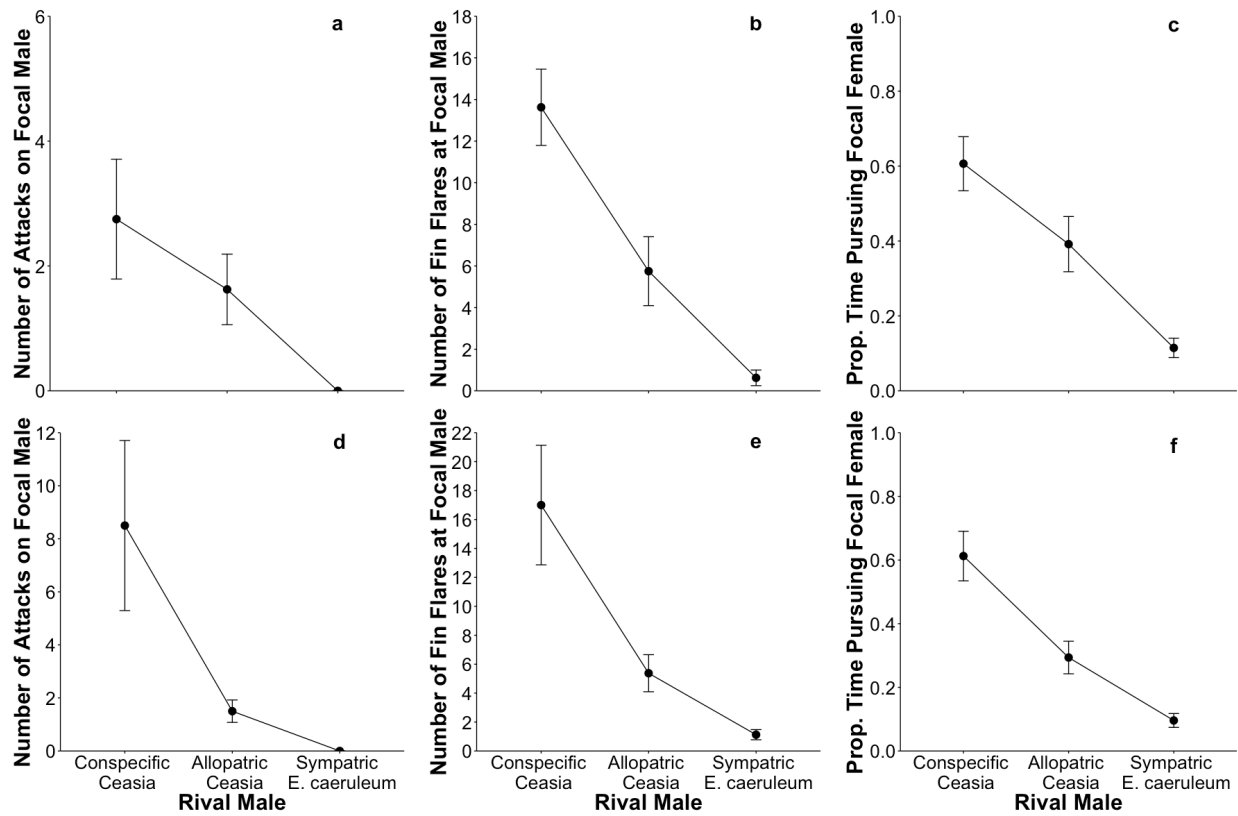 Number of Attacks on Focal Male
6
4
2
0
a
Number of Fin Flares at Focal Male
18
16
14
12
10
8
6
4
2
0
b
Prop. Time Pursuing Focal Female
1.0
0.8
0.6
0.4
0.2
0.0
c
Number of Attacks on Focal Male
12
10
8
6
4
2
0
d
Conspecific Ceasia
Allopatric Ceasia
Sympatric E. caeruleum
Rival Male
Number of Fin Flares at Focal Male
22
20
18
16
14
12
10
8
6
4
2
0
e
Conspecific Ceasia
Allopatric Ceasia
Sympatric E. caeruleum
Rival Male
Prop. Time Pursuing Focal Female
1.0
0.8
0.6
0.4
0.2
0.0
f
Conspecific Ceasia
Allopatric Ceasia
Sympatric E. caeruleum
Rival Male